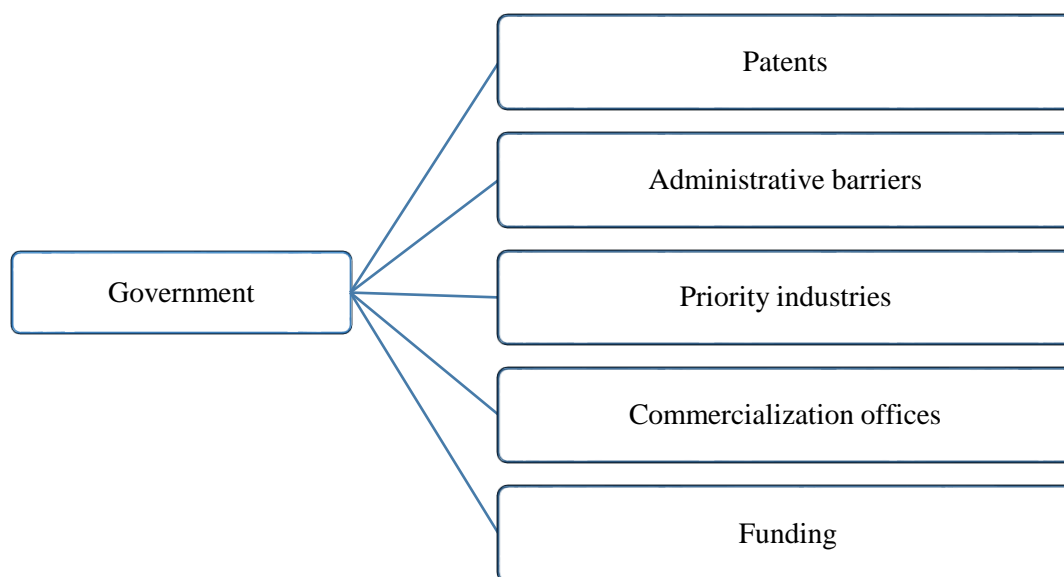 Government
Patents
Administrative barriers
Priority industries
Commercialization offices
Funding